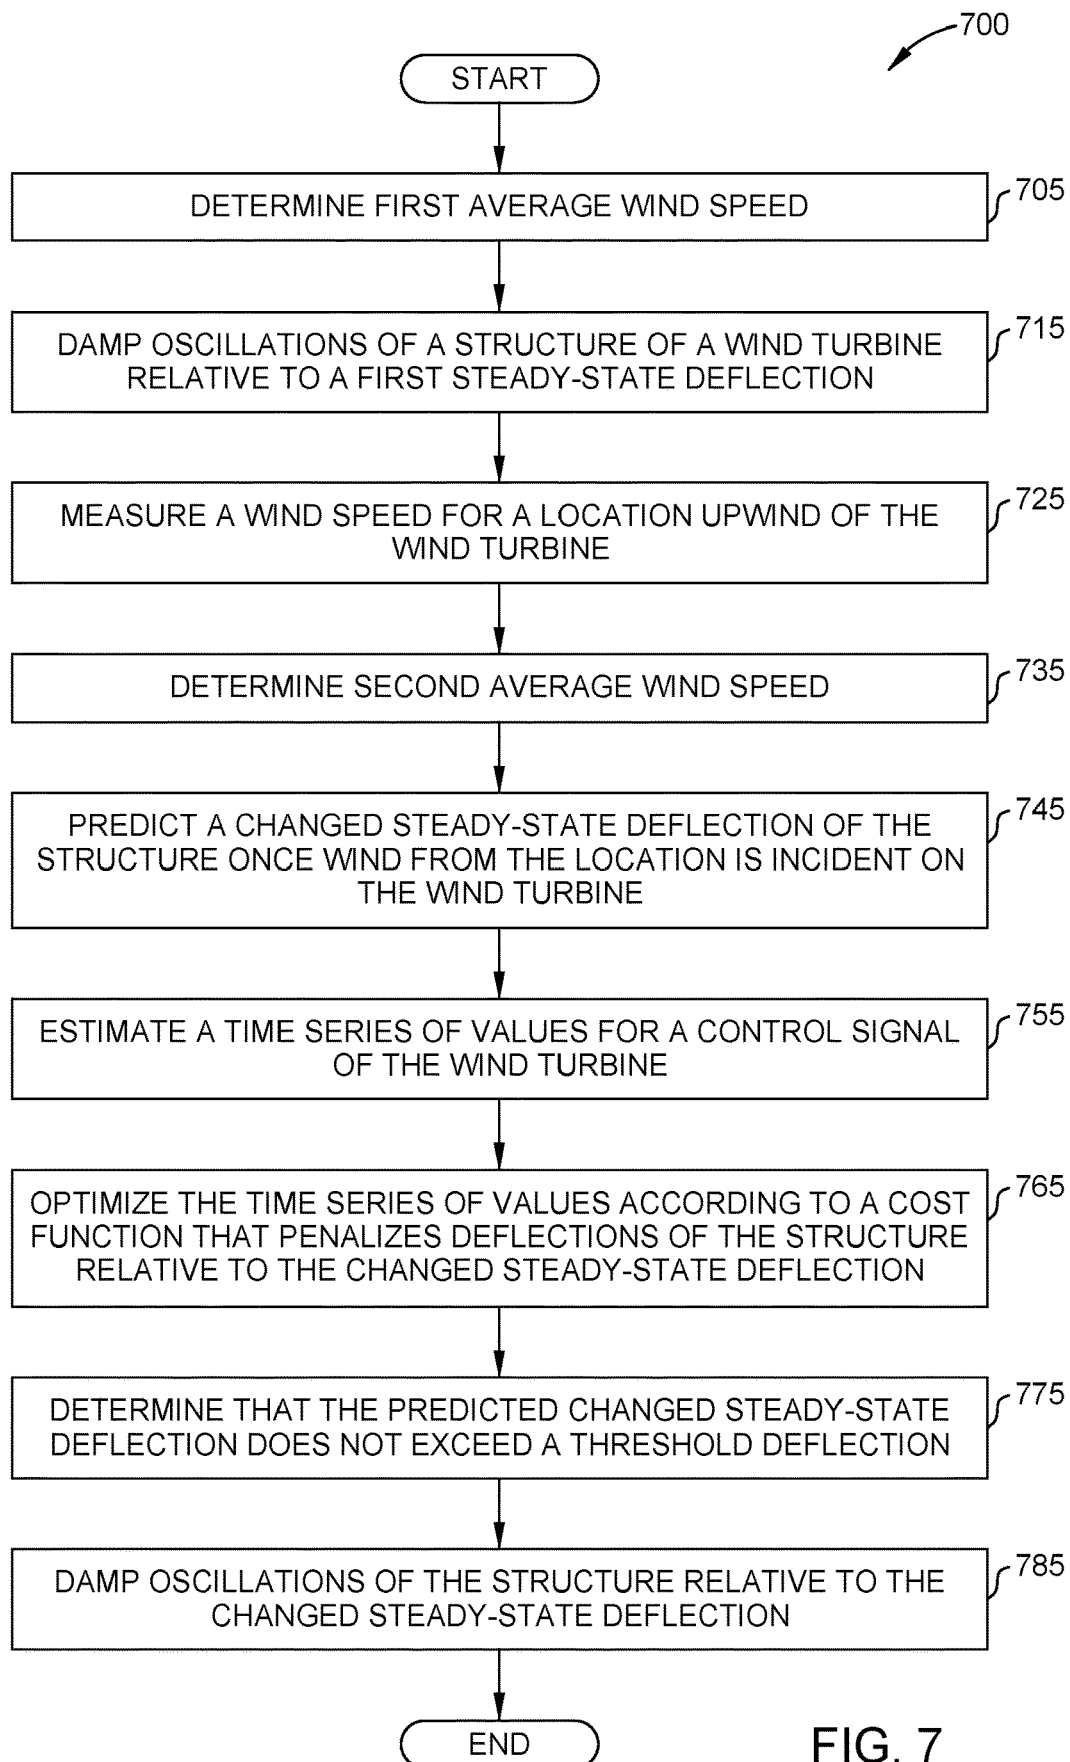 700
START
DETERMINE FIRST AVERAGE WIND SPEED
705
DAMP OSCILLATIONS OF A STRUCTURE OF A WIND TURBINE
RELATIVE TO A FIRST STEADY-STATE DEFLECTION
715
MEASURE A WIND SPEED FOR A LOCATION UPWIND OF THE
WIND TURBINE
725
DETERMINE SECOND AVERAGE WIND SPEED
735
PREDICT A CHANGED STEADY-STATE DEFLECTION OF THE
STRUCTURE ONCE WIND FROM THE LOCATION IS INCIDENT ON
THE WIND TURBINE
745
ESTIMATE A TIME SERIES OF VALUES FOR A CONTROL SIGNAL
OF THE WIND TURBINE
755
OPTIMIZE THE TIME SERIES OF VALUES ACCORDING TO A COST
FUNCTION THAT PENALIZES DEFLECTIONS OF THE STRUCTURE
RELATIVE TO THE CHANGED STEADY-STATE DEFLECTION
765
DETERMINE THAT THE PREDICTED CHANGED STEADY-STATE
DEFLECTION DOES NOT EXCEED A THRESHOLD DEFLECTION
775
DAMP OSCILLATIONS OF THE STRUCTURE RELATIVE TO THE
CHANGED STEADY-STATE DEFLECTION
785
END
FIG. 7